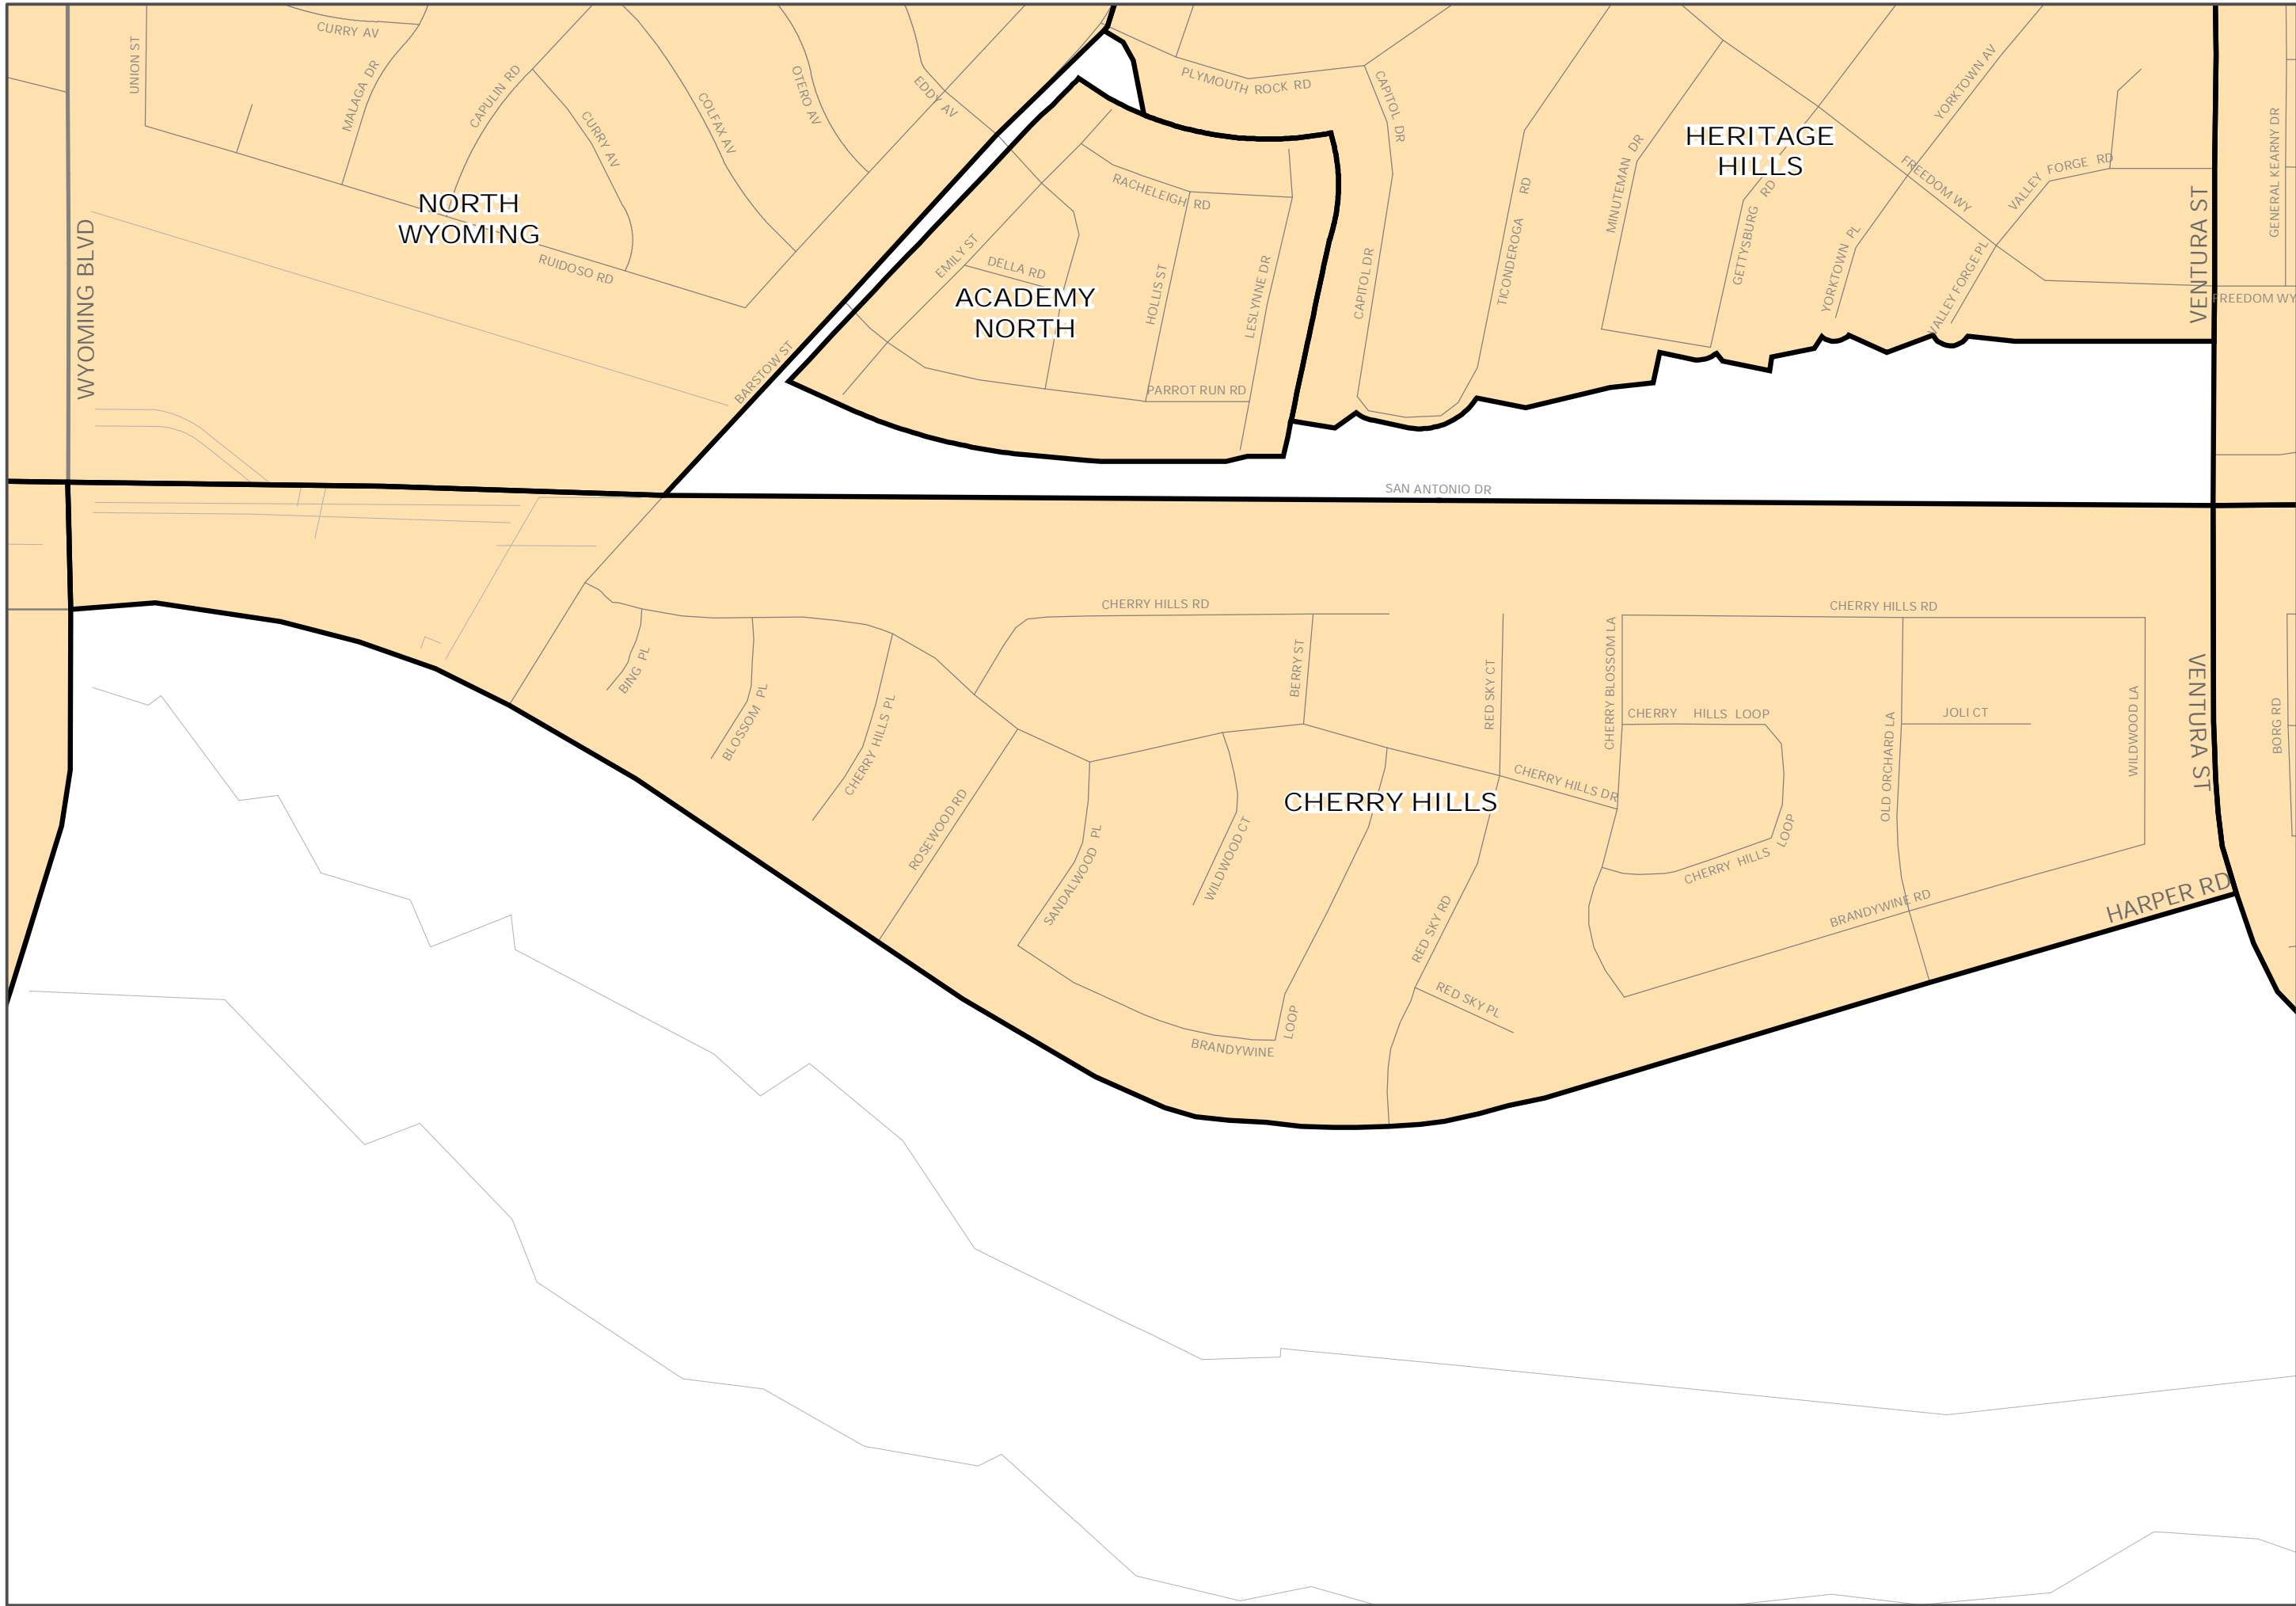 CURRY AV
UNION ST
MALAGA DR
CAPULIN RD
CURRY AV
COLFAX AV
OTERO AV
EDDY AV
PLYMOUTH ROCK RD
CAPITOL DR
HERITAGE
HILLS
YORKTOWN AV
GENERAL KEARNY DR
MINUTEMAN DR
FREEDOM WY
VALLEY FORGE RD
NORTH
WYOMING
WYOMING BLVD
RACHELEIGH RD
TICONDEROGA RD
GETTYSBURG RD
YORKTOWN PL
VALLEY FORGE PL
VENTURA ST
FREEDOM WY
RUIDOSO RD
EMILY ST
DELLA RD
ACADEMY
NORTH
HOLLIS ST
LESLYNNE DR
CAPITOL DR
BARSTOW ST
PARROT RUN RD
SAN ANTONIO DR
CHERRY HILLS RD
CHERRY HILLS RD
BING PL
BLOSSOM PL
CHERRY HILLS PL
BERRY ST
RED SKY CT
CHERRY BLOSSOM LA
CHERRY HILLS LOOP
JOLI CT
OLD ORCHARD LA
WILDWOOD LA
VENTURA ST
BORG RD
CHERRY HILLS DR
CHERRY HILLS
ROSEWOOD RD
SANDALWOOD PL
WILDWOOD CT
CHERRY HILLS LOOP
RED SKY RD
BRANDYWINE RD
HARPER RD
RED SKY PL
BRANDYWINE LOOP